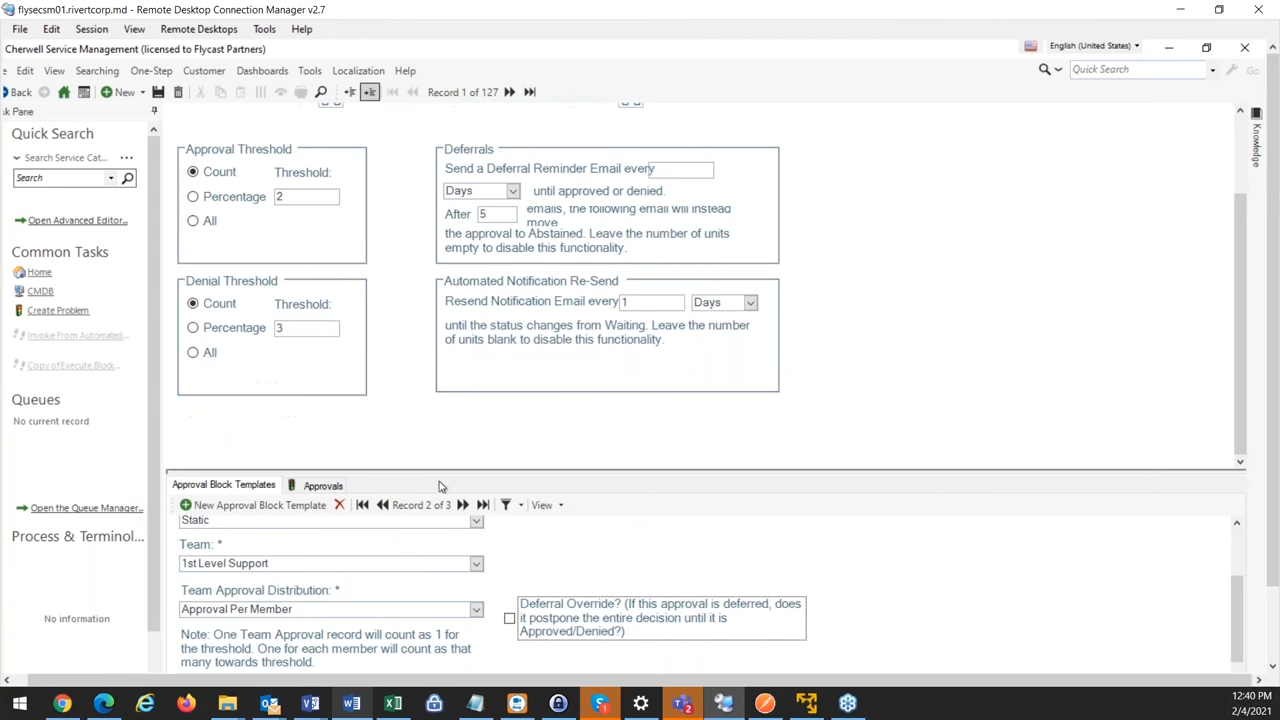 flysecsm01.rivertcorp.md - Remote Desktop Connection Manager v2.7
File Edit Session View Remote Desktops Tools Help
Cherwell Service Management (licensed to Flycast Partners)
English (United States)
Edit View Searching One-Step Customer Dashboards Tools Localization Help
Quick Search
Go
Back
New
Record 1 of 127
sk Pane
Quick Search
Search Service Cat...
Search
Open Advanced Editor...
Common Tasks
Home
CMDB
Create Problem
Invoke From Automated...
Copy of Execute Block...
Queues
No current record
Open the Queue Manager...
Process & Terminol...
No information
Approval Threshold
Count Threshold:
Percentage 2
All
Denial Threshold
Count Threshold:
Percentage 3
All
Deferrals
Send a Deferral Reminder Email every
Days until approved or denied.
After 5 emails, the following email will instead
move
the approval to Abstained. Leave the number of units
empty to disable this functionality.
Automated Notification Re-Send
Resend Notification Email every 1 Days
until the status changes from Waiting. Leave the number
of units blank to disable this functionality.
Knowledge
Approval Block Templates Approvals
New Approval Block Template Record 2 of 3 View
Static
Team: *
1st Level Support
Team Approval Distribution: *
Approval Per Member
Note: One Team Approval record will count as 1 for
the threshold. One for each member will count as that
many towards threshold.
Deferral Override? (If this approval is deferred, does
it postpone the entire decision until it is
Approved/Denied?)
12:40 PM
2/4/2021